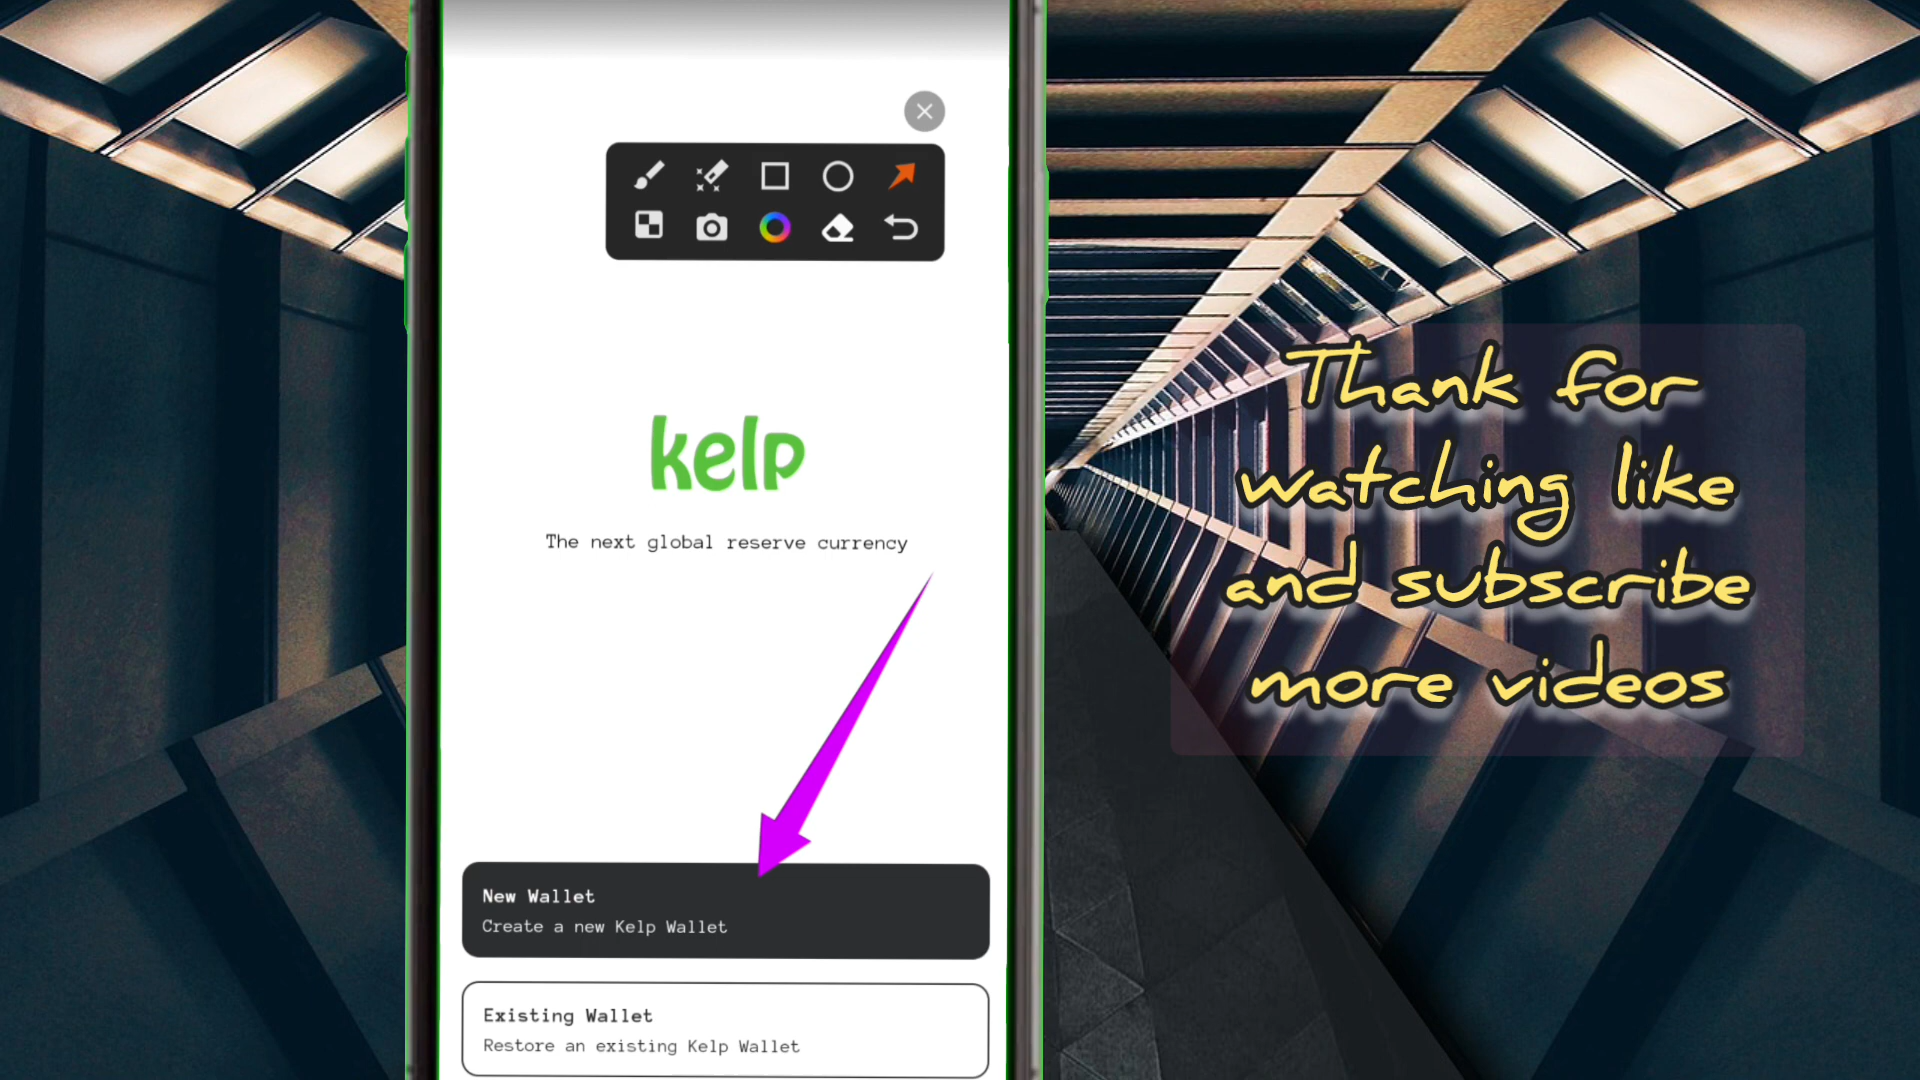 kelp
The next global reserve currency
New Wallet
Create a new Kelp Wallet
Existing Wallet
Restore an existing Kelp Wallet
Thank for
watching like
and subscribe
more videos